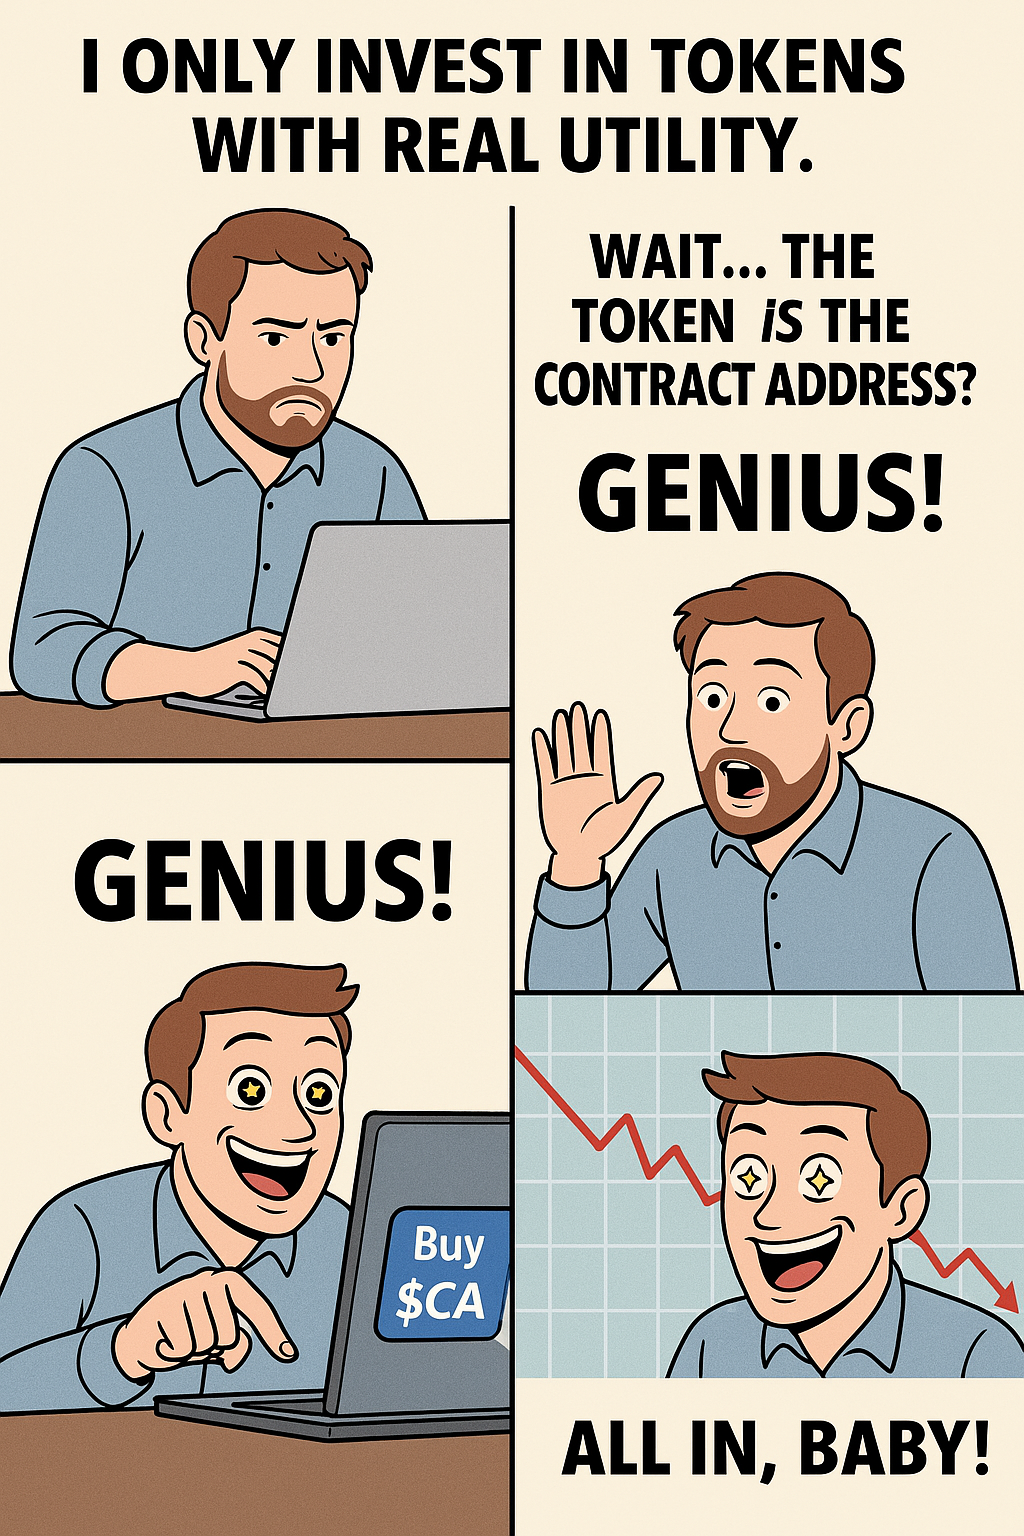 I ONLY INVEST IN TOKENS
WITH REAL UTILITY.
WAIT... THE
TOKEN iS THE
CONTRACT ADDRESS?
GENIUS!
GENIUS!
Buy
$CA
ALL IN, BABY!